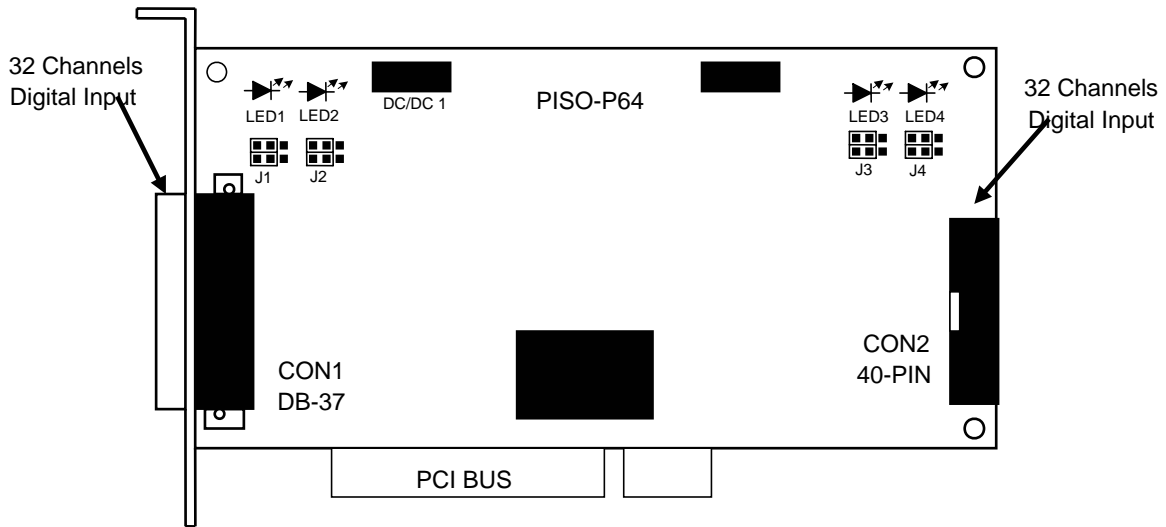 32 Channels
Digital Input
LED1
LED2
DC/DC 1
PISO-P64
LED3
LED4
32 Channels
Digital Input
J1
J2
J3
J4
CON1
DB-37
CON2
40-PIN
PCI BUS